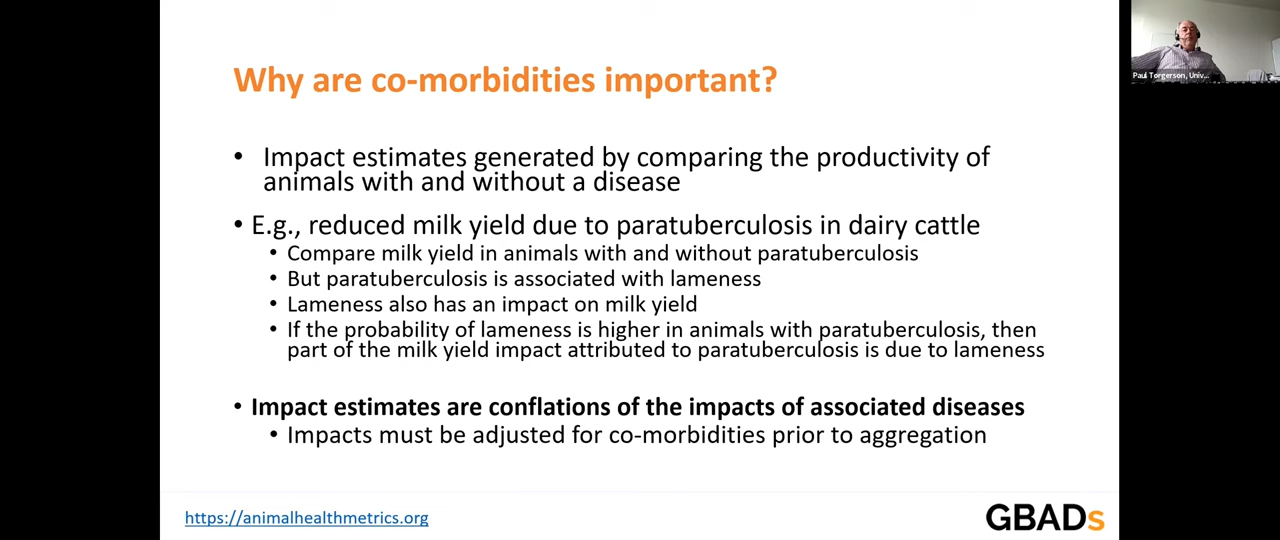 Why are co-morbidities important?
• Impact estimates generated by comparing the productivity of
animals with and without a disease
• E.g., reduced milk yield due to paratuberculosis in dairy cattle
• Compare milk yield in animals with and without paratuberculosis
• But paratuberculosis is associated with lameness
• Lameness also has an impact on milk yield
• If the probability of lameness is higher in animals with paratuberculosis, then
part of the milk yield impact attributed to paratuberculosis is due to lameness
• Impact estimates are conflations of the impacts of associated diseases
• Impacts must be adjusted for co-morbidities prior to aggregation
https://animalhealthmetrics.org
GBADs
Paul Torgerson, Univ...